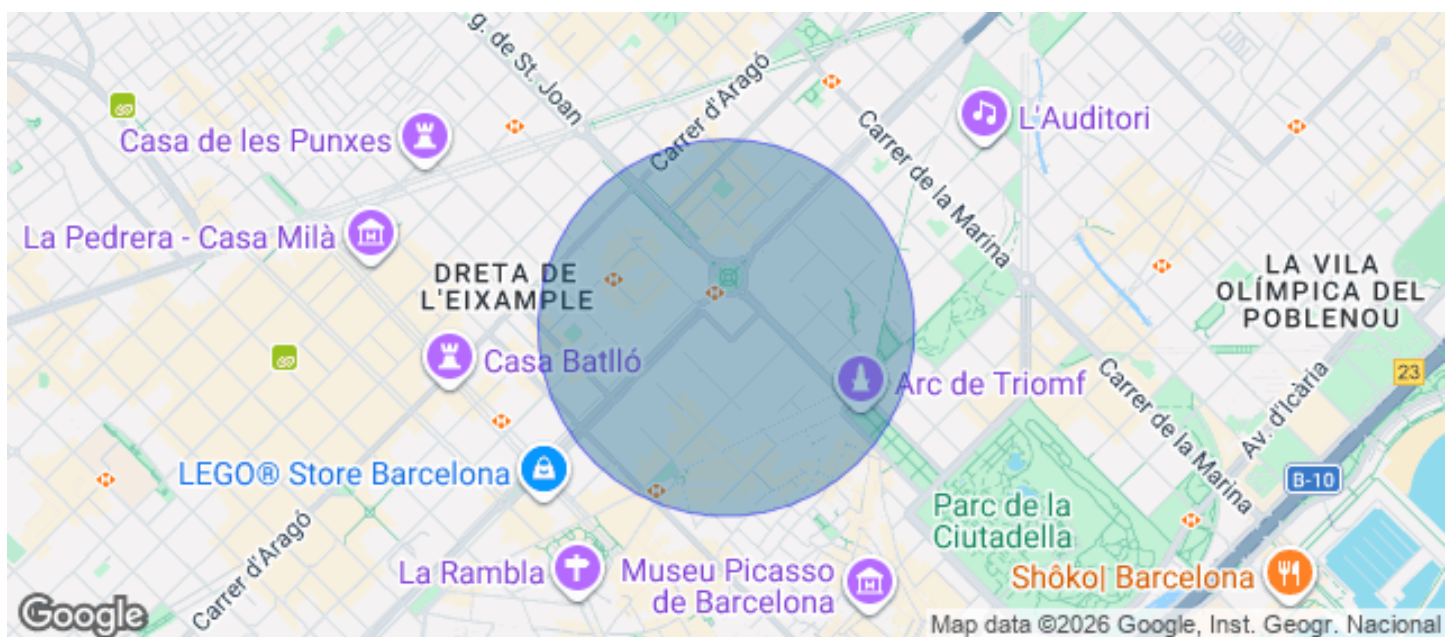 g. de St. Joan
Carrer d'Aragó
L'Auditori
Casa de les Punxes
Carrer de la Marina
La Pedrera - Casa Milà
DRETA DE
L'EIXAMPLE
LA VILA
OLÍMPICA DEL
POBLENOU
Casa Batlló
Arc de Triomf
23
Av. d'Icària
Carrer de la Marina
LEGO® Store Barcelona
B-10
Parc de la
Ciutadella
Carrer d'Aragó
La Rambla
Museu Picasso
de Barcelona
Shôko| Barcelona
Google
Map data ©2026 Google, Inst. Geogr. Nacional